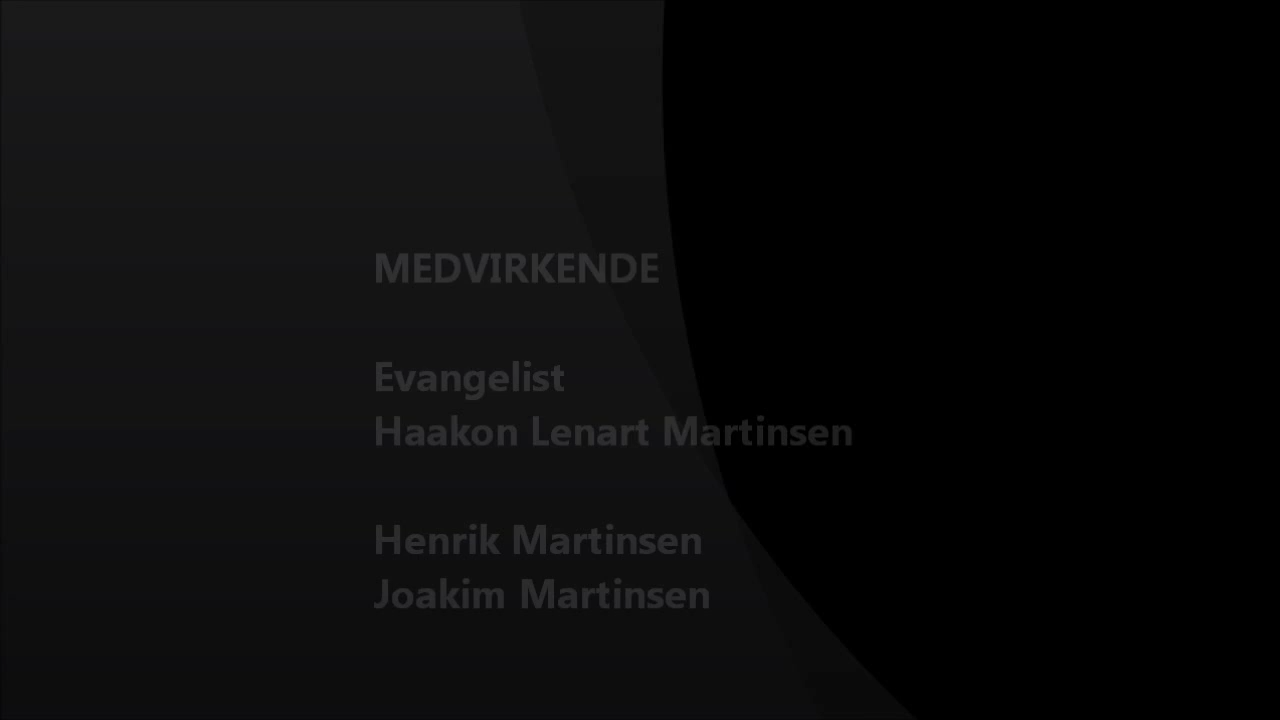 MEDVIRKENDE
Evangelist
Haakon Lenart Martinsen
Henrik Martinsen
Joakim Martinsen